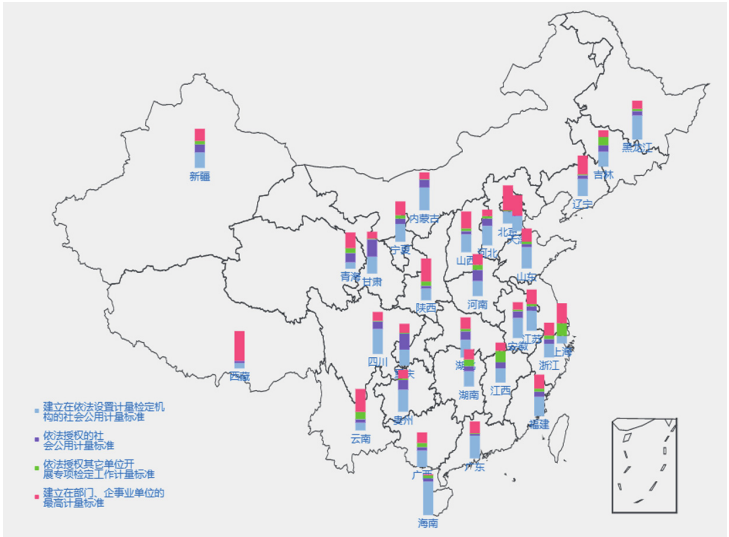 黑龙江
吉林
新疆
辽宁
内蒙古
北京
宁夏
山西
河北
山东
青海
甘肃
河南
陕西
江苏
安徽
上海
四川
浙江
西藏
江西
湖南
贵州
福建
云南
广西
广东
海南
建立在依法设置计量检定机
构的社会公用计量标准
依法授权的社
会公用计量标准
依法授权其它单位开
展专项检定工作计量标准
建立在部门、企事业单位的
最高计量标准